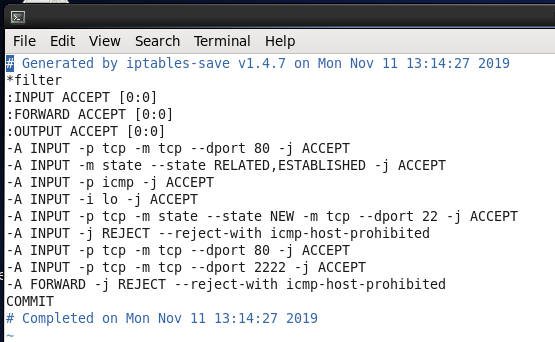 File Edit View Search Terminal Help
# Generated by iptables-save v1.4.7 on Mon Nov 11 13:14:27 2019
*filter
:INPUT ACCEPT [0:0]
:FORWARD ACCEPT [0:0]
:OUTPUT ACCEPT [0:0]
-A INPUT -p tcp -m tcp --dport 80 -j ACCEPT
-A INPUT -m state --state RELATED,ESTABLISHED -j ACCEPT
-A INPUT -p icmp -j ACCEPT
-A INPUT -i lo -j ACCEPT
-A INPUT -p tcp -m state --state NEW -m tcp --dport 22 -j ACCEPT
-A INPUT -j REJECT --reject-with icmp-host-prohibited
-A INPUT -p tcp -m tcp --dport 80 -j ACCEPT
-A INPUT -p tcp -m tcp --dport 2222 -j ACCEPT
-A FORWARD -j REJECT --reject-with icmp-host-prohibited
COMMIT
# Completed on Mon Nov 11 13:14:27 2019
~